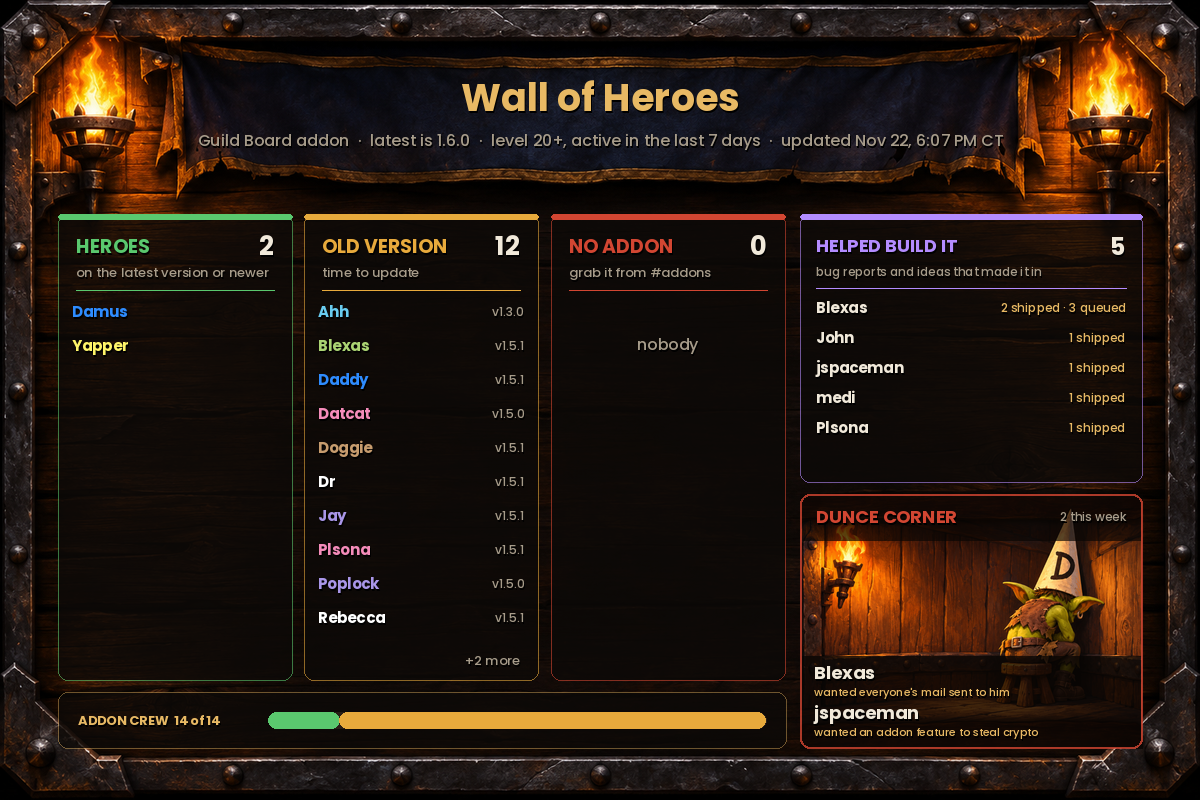 Wall of Heroes
Guild Board addon · latest is 1.6.0 · level 20+, active in the last 7 days · updated Nov 22, 6:07 PM CT
HEROES 2
on the latest version or newer
Damus
Yapper
OLD VERSION 12
time to update
Ahh v1.3.0
Blexas v1.5.1
Daddy v1.5.1
Datcat v1.5.0
Doggie v1.5.1
Dr v1.5.1
Jay v1.5.1
Plsona v1.5.1
Poplock v1.5.0
Rebecca v1.5.1
+2 more
NO ADDON 0
grab it from #addons
nobody
HELPED BUILD IT 5
bug reports and ideas that made it in
Blexas 2 shipped · 3 queued
John 1 shipped
jspaceman 1 shipped
medi 1 shipped
Plsona 1 shipped
DUNCE CORNER 2 this week
D
Blexas
wanted everyone's mail sent to him
jspaceman
wanted an addon feature to steal crypto
ADDON CREW 14 of 14